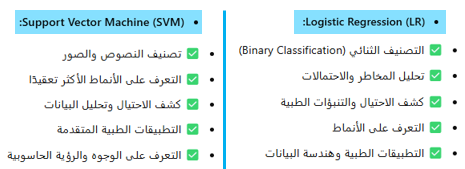 • Logistic Regression (LR):
• ✅ التصنيف الثنائي (Binary Classification)
• ✅ تحليل المخاطر والاحتمالات
• ✅ كشف الاحتيال والتنبؤات الطبية
• ✅ التعرف على الأنماط
• ✅ التطبيقات الطبية وهندسة البيانات
• Support Vector Machine (SVM):
• ✅ تصنيف النصوص والصور
• ✅ التعرف على الأنماط الأكثر تعقيدًا
• ✅ كشف الاحتيال وتحليل البيانات
• ✅ التطبيقات الطبية المتقدمة
• ✅ التعرف على الوجوه والرؤية الحاسوبية